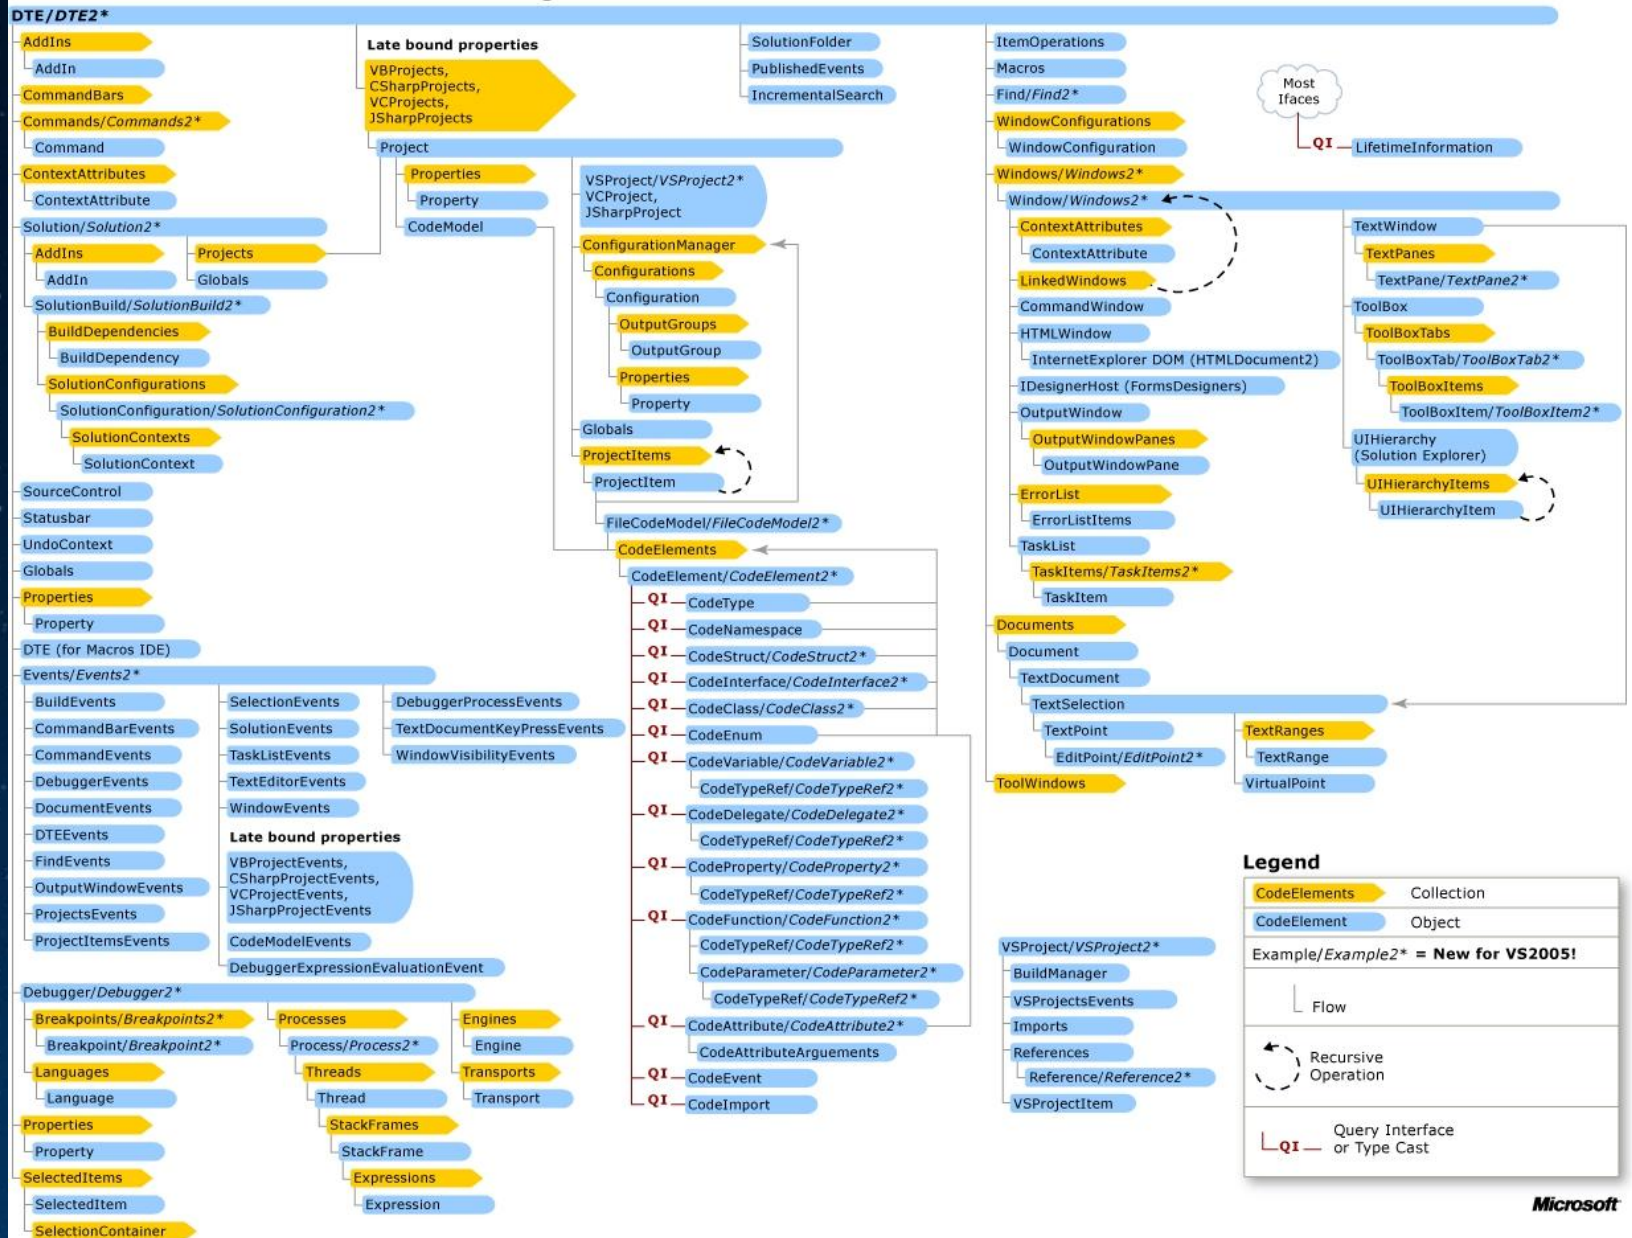 DTE/DTE2*
AddIns
AddIn
CommandBars
Commands/Commands2*
Command
ContextAttributes
ContextAttribute
Solution/Solution2*
AddIns
AddIn
Projects
Globals
SolutionBuild/SolutionBuild2*
BuildDependencies
BuildDependency
SolutionConfigurations
SolutionConfiguration/SolutionConfiguration2*
SolutionContexts
SolutionContext
SourceControl
Statusbar
UndoContext
Globals
Properties
Property
DTE (for Macros IDE)
Events/Events2*
BuildEvents
CommandBarEvents
CommandEvents
DebuggerEvents
DocumentEvents
DTEEvents
FindEvents
OutputWindowEvents
ProjectsEvents
ProjectItemsEvents
SelectionEvents
SolutionEvents
TaskListEvents
TextEditorEvents
WindowEvents
Late bound properties
VBProjectEvents,
CSharpProjectEvents,
VCProjectEvents,
JSharpProjectEvents
CodeModelEvents
DebuggerExpressionEvaluationEvent
DebuggerProcessEvents
TextDocumentKeyPressEvents
WindowVisibilityEvents
Debugger/Debugger2*
Breakpoints/Breakpoints2*
Breakpoint/Breakpoint2*
Languages
Language
Processes
Process/Process2*
Threads
Thread
StackFrames
StackFrame
Expressions
Expression
Engines
Engine
Transports
Transport
Properties
Property
SelectedItems
SelectedItem
SelectionContainer
Late bound properties
VBProjects,
CSharpProjects,
VCProjects,
JSharpProjects
Project
Properties
Property
CodeModel
VSProject/VSProject2*
VCProject,
JSharpProject
ConfigurationManager
Configurations
Configuration
OutputGroups
OutputGroup
Properties
Property
Globals
ProjectItems
ProjectItem
FileCodeModel/FileCodeModel2*
CodeElements
CodeElement/CodeElement2*
QI CodeType
QI CodeNamespace
QI CodeStruct/CodeStruct2*
QI CodeInterface/CodeInterface2*
QI CodeClass/CodeClass2*
QI CodeEnum
QI CodeVariable/CodeVariable2*
CodeTypeRef/CodeTypeRef2*
QI CodeDelegate/CodeDelegate2*
CodeTypeRef/CodeTypeRef2*
QI CodeProperty/CodeProperty2*
CodeTypeRef/CodeTypeRef2*
QI CodeFunction/CodeFunction2*
CodeTypeRef/CodeTypeRef2*
CodeParameter/CodeParameter2*
CodeTypeRef/CodeTypeRef2*
QI CodeAttribute/CodeAttribute2*
CodeAttributeArguements
QI CodeEvent
QI CodeImport
SolutionFolder
PublishedEvents
IncrementalSearch
ItemOperations
Macros
Find/Find2*
WindowConfigurations
WindowConfiguration
Windows/Windows2*
Window/Windows2*
ContextAttributes
ContextAttribute
LinkedWindows
CommandWindow
HTMLWindow
InternetExplorer DOM (HTMLDocument2)
IDesignerHost (FormsDesigners)
OutputWindow
OutputWindowPanes
OutputWindowPane
ErrorList
ErrorListItems
TaskList
TaskItems/TaskItems2*
TaskItem
TextWindow
TextPanes
TextPane/TextPane2*
ToolBox
ToolBoxTabs
ToolBoxTab/ToolBoxTab2*
ToolBoxItems
ToolBoxItem/ToolBoxItem2*
UIHierarchy
(Solution Explorer)
UIHierarchyItems
UIHierarchyItem
Documents
Document
TextDocument
TextSelection
TextPoint
EditPoint/EditPoint2*
TextRanges
TextRange
VirtualPoint
ToolWindows
Most
Ifaces
QI LifetimeInformation
VSProject/VSProject2*
BuildManager
VSProjectsEvents
Imports
References
Reference/Reference2*
VSProjectItem
Legend
CodeElements Collection
CodeElement Object
Example/Example2* = New for VS2005!
Flow
Recursive
Operation
QI Query Interface
or Type Cast
Microsoft